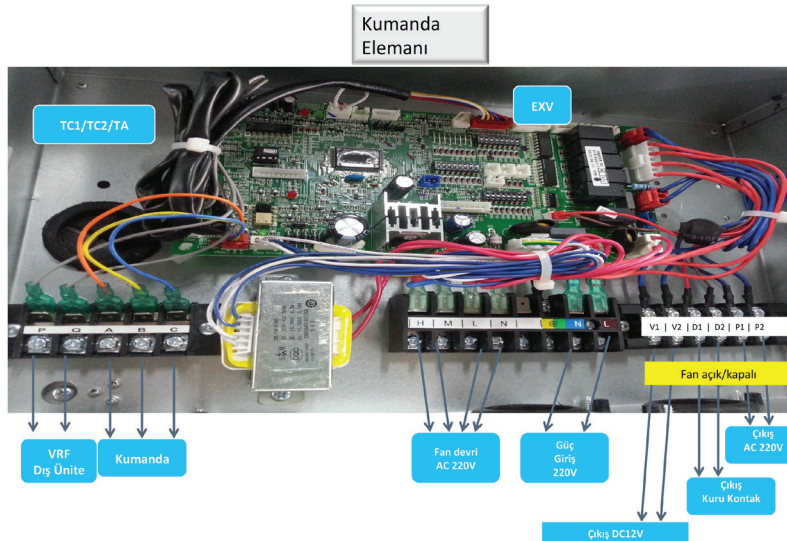 Kumanda
Elemanı
TC1/TC2/TA
EXV
P Q A B C
H M L N N L
V1 V2 D1 D2 P1 P2
Fan açık/kapalı
VRF
Dış Ünite
Kumanda
Fan devri
AC 220V
Güç
Giriş
220V
Çıkış
AC 220V
Çıkış
Kuru Kontak
Çıkış DC12V